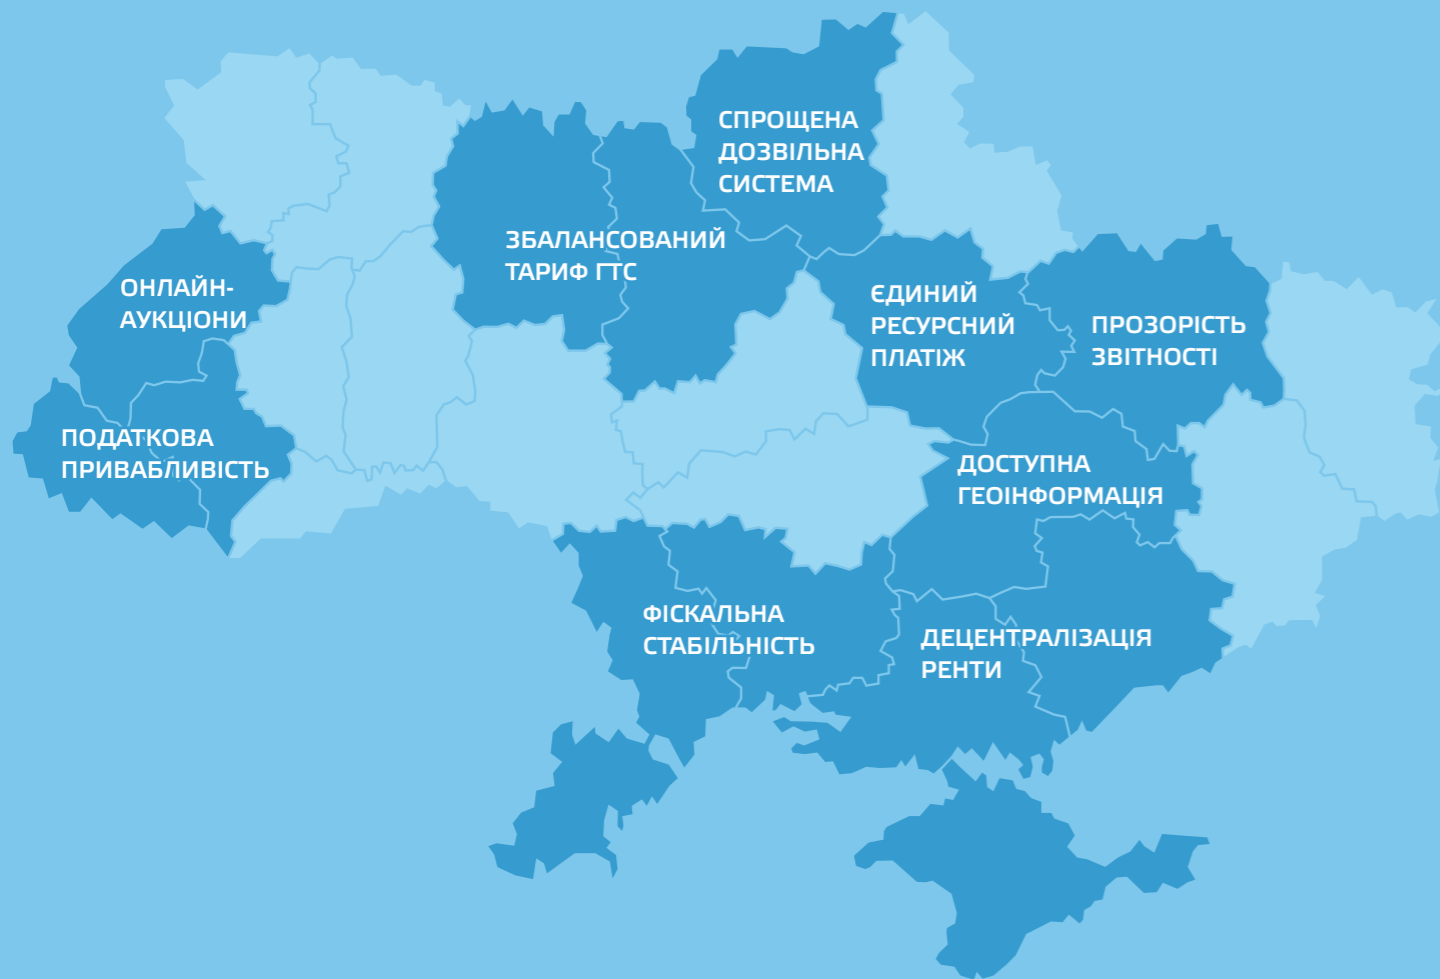 СПРОЩЕНА
ДОЗВІЛЬНА
СИСТЕМА
ЗБАЛАНСОВАНИЙ
ТАРИФ ГТС
ОНЛАЙН-
АУКЦІОНИ
ЄДИНИЙ
РЕСУРСНИЙ
ПЛАТІЖ
ПРОЗОРІСТЬ
ЗВІТНОСТІ
ПОДАТКОВА
ПРИВАБЛИВІСТЬ
ДОСТУПНА
ГЕОІНФОРМАЦІЯ
ФІСКАЛЬНА
СТАБІЛЬНІСТЬ
ДЕЦЕНТРАЛІЗАЦІЯ
РЕНТИ